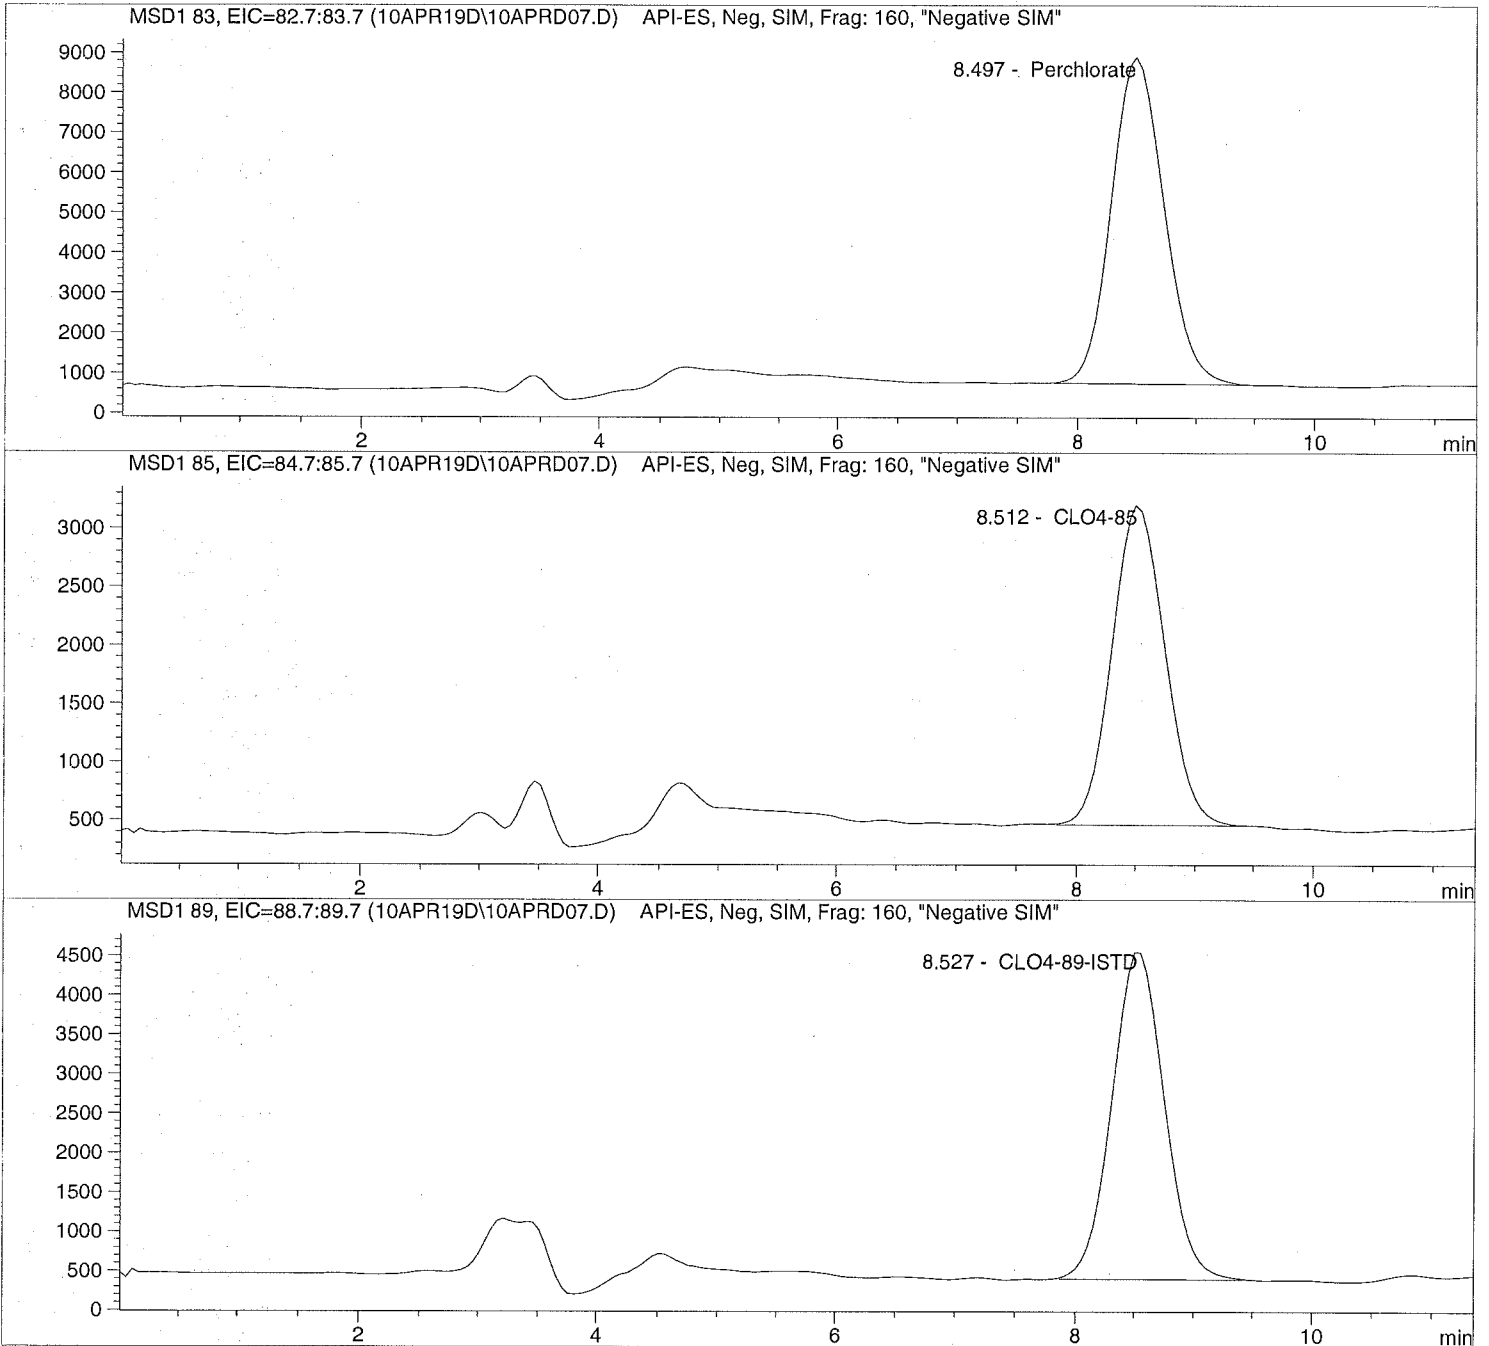 MSD1 83, EIC=82.7:83.7 (10APR19D\10APRD07.D) API-ES, Neg, SIM, Frag: 160, "Negative SIM"
9000
8.497 - Perchlorate
8000
7000
6000
5000
4000
3000
2000
1000
0
2 4 6 8 10 min
MSD1 85, EIC=84.7:85.7 (10APR19D\10APRD07.D) API-ES, Neg, SIM, Frag: 160, "Negative SIM"
8.512 - CLO4-85
3000
2500
2000
1500
1000
500
2 4 6 8 10 min
MSD1 89, EIC=88.7:89.7 (10APR19D\10APRD07.D) API-ES, Neg, SIM, Frag: 160, "Negative SIM"
8.527 - CLO4-89-ISTD
4500
4000
3500
3000
2500
2000
1500
1000
500
0
2 4 6 8 10 min